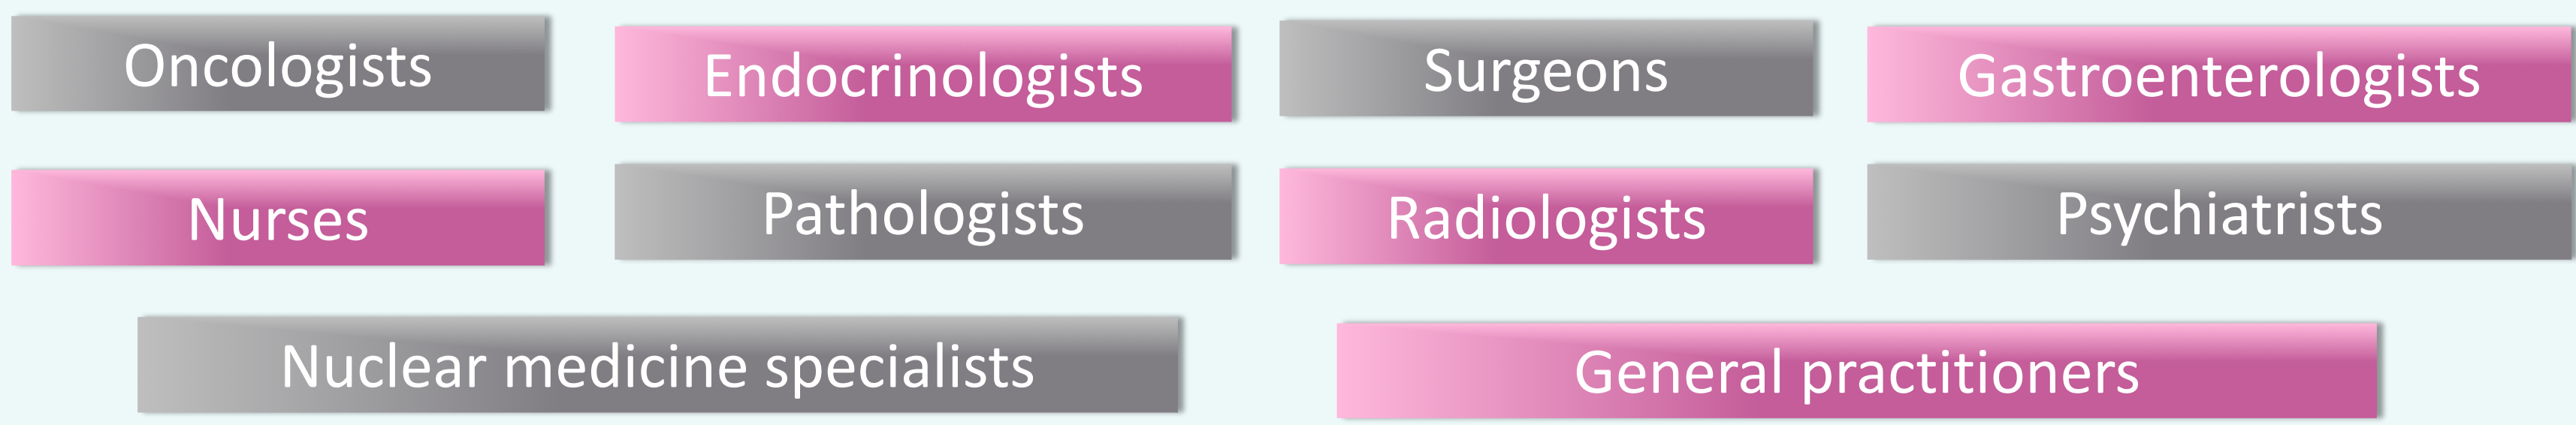 Oncologists
Endocrinologists
Surgeons
Gastroenterologists
Nurses
Pathologists
Radiologists
Psychiatrists
Nuclear medicine specialists
General practitioners